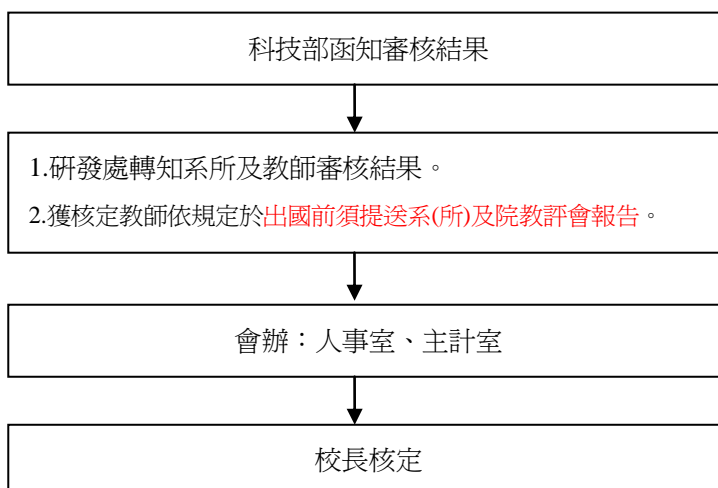 科技部函知審核結果
1.研發處轉知系所及教師審核結果。
2.獲核定教師依規定於出國前須提送系(所)及院教評會報告。
會辦：人事室、主計室
校長核定